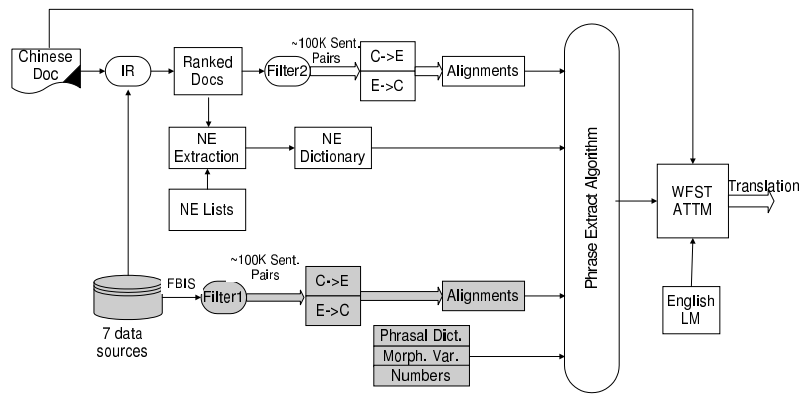 Chinese
Doc
IR
Ranked
Docs
Filter2
~100K Sent.
Pairs
C->E
E->C
Alignments
NE
Extraction
NE
Dictionary
NE Lists
Phrase Extract Algorithm
WFST
ATTM
Translation
English
LM
7 data
sources
FBIS
Filter1
~100K Sent.
Pairs
C->E
E->C
Alignments
Phrasal Dict.
Morph. Var.
Numbers